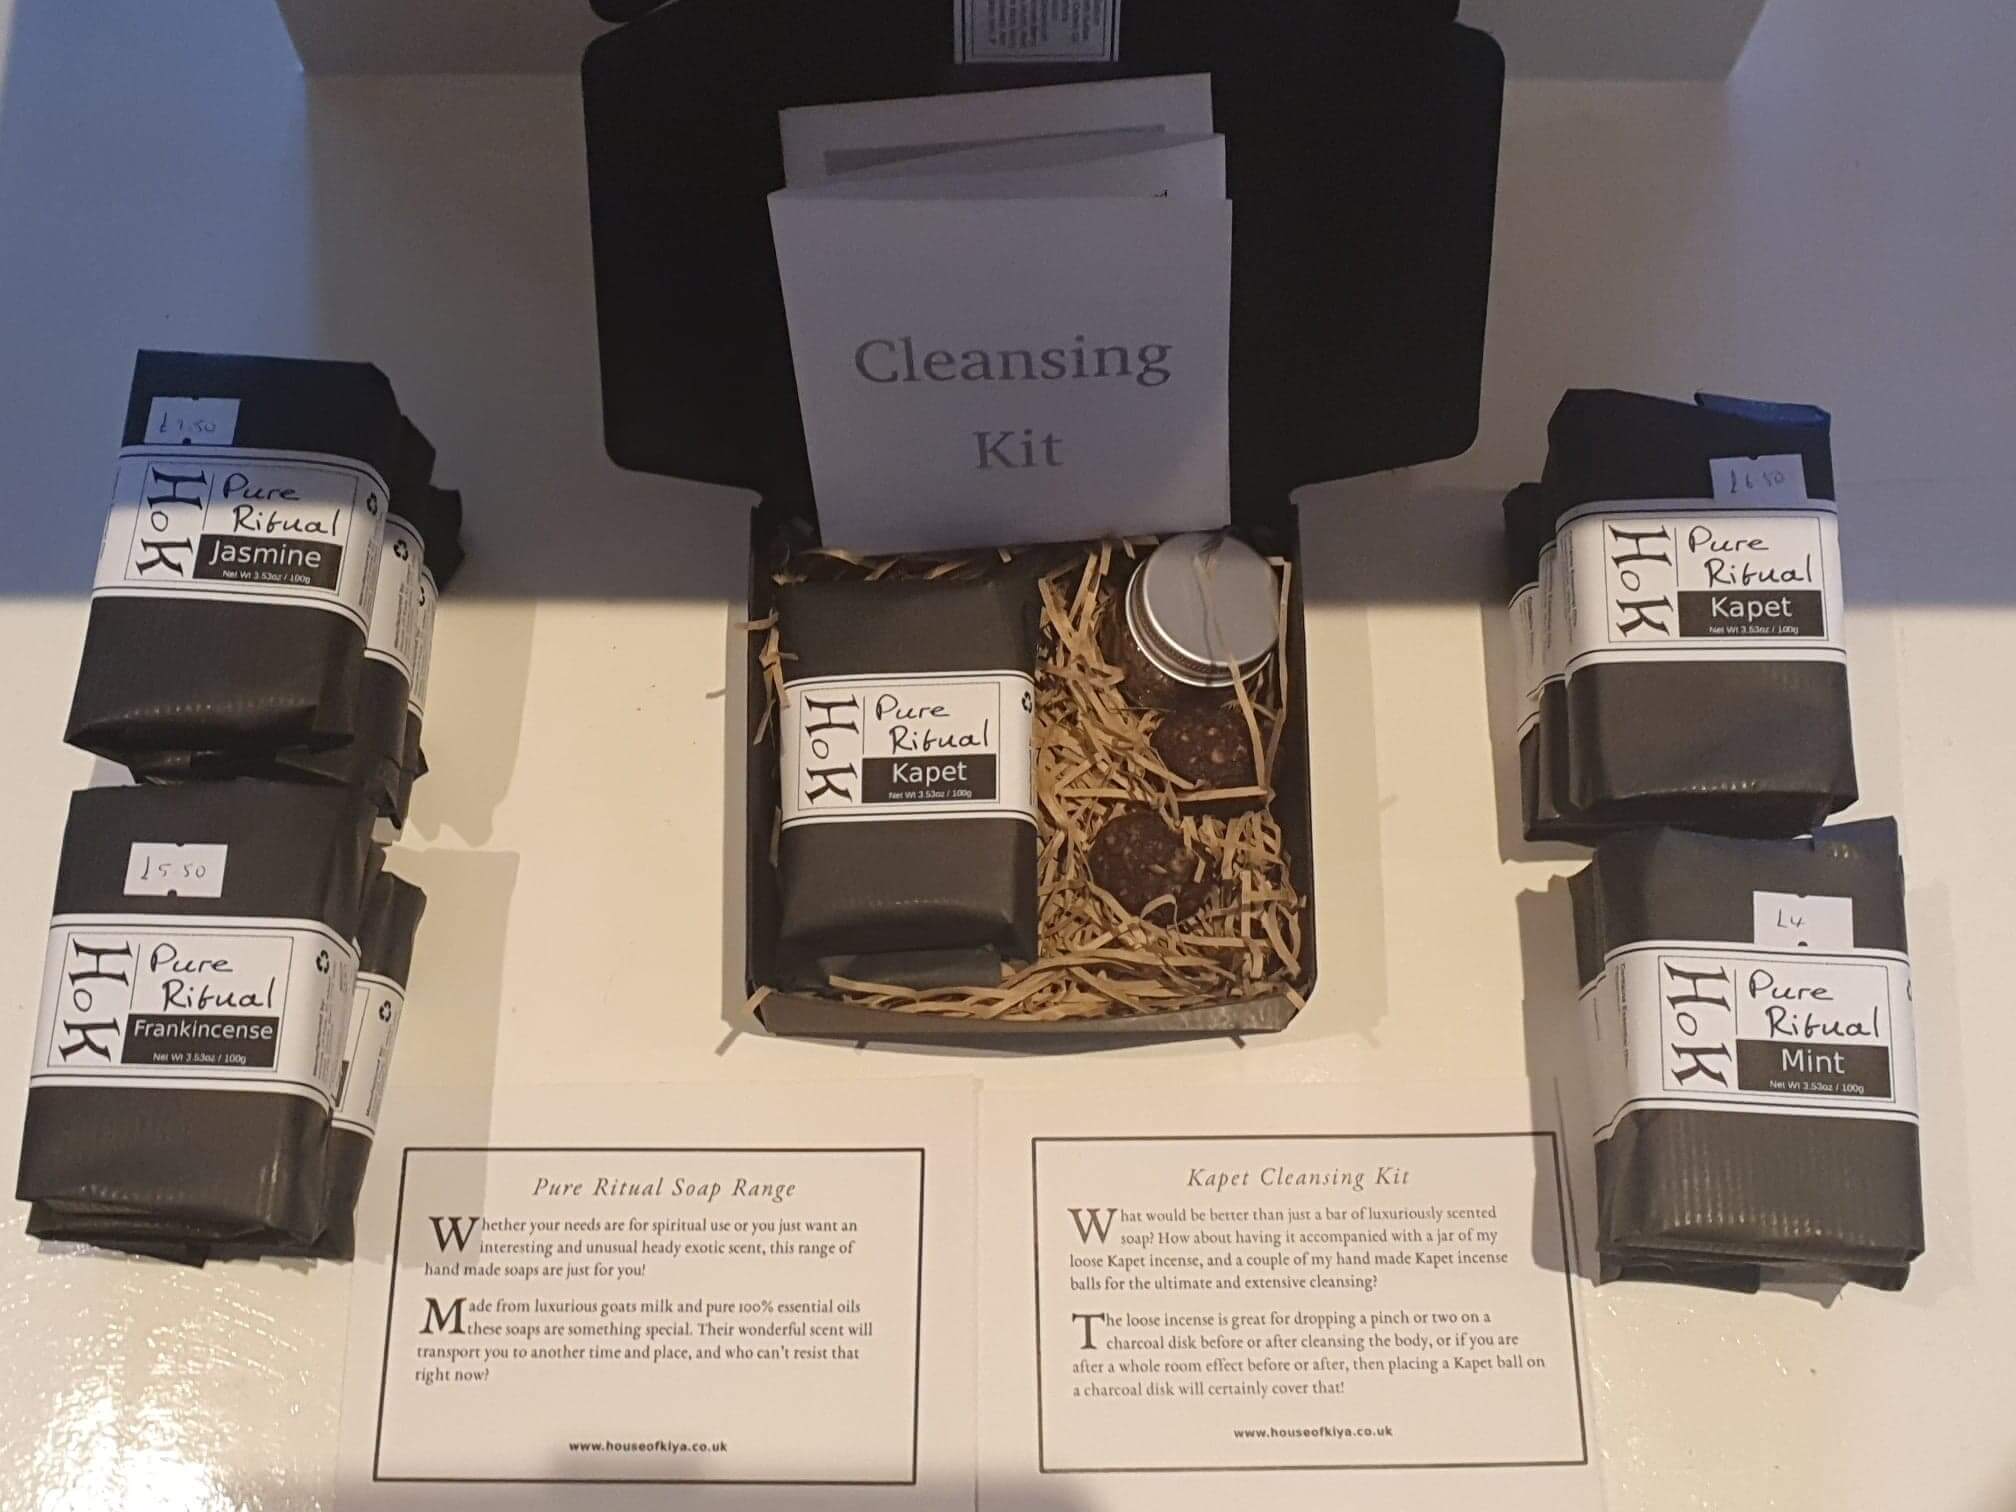 Cleansing
Kit
£7.50
HoK
Pure
Ritual
Jasmine
Net Wt 3.53oz / 100g
£6.50
HoK
Pure
Ritual
Kapet
Net Wt 3.53oz / 100g
HoK
Pure
Ritual
Kapet
Net Wt 3.53oz / 100g
£5.50
HoK
Pure
Ritual
Frankincense
Net Wt 3.53oz / 100g
£4
HoK
Pure
Ritual
Mint
Net Wt 3.53oz / 100g
Pure Ritual Soap Range
Whether your needs are for spiritual use or you just want an
interesting and unusual heady exotic scent, this range of
hand made soaps are just for you!
Made from luxurious goats milk and pure 100% essential oils
these soaps are something special. Their wonderful scent will
transport you to another time and place, and who can't resist that
right now?
www.houseofkiya.co.uk
Kapet Cleansing Kit
What would be better than just a bar of luxuriously scented
soap? How about having it accompanied with a jar of my
loose Kapet incense, and a couple of my hand made Kapet incense
balls for the ultimate and extensive cleansing?
The loose incense is great for dropping a pinch or two on a
charcoal disk before or after cleansing the body, or if you are
after a whole room effect before or after, then placing a Kapet ball on
a charcoal disk will certainly cover that!
www.houseofkiya.co.uk